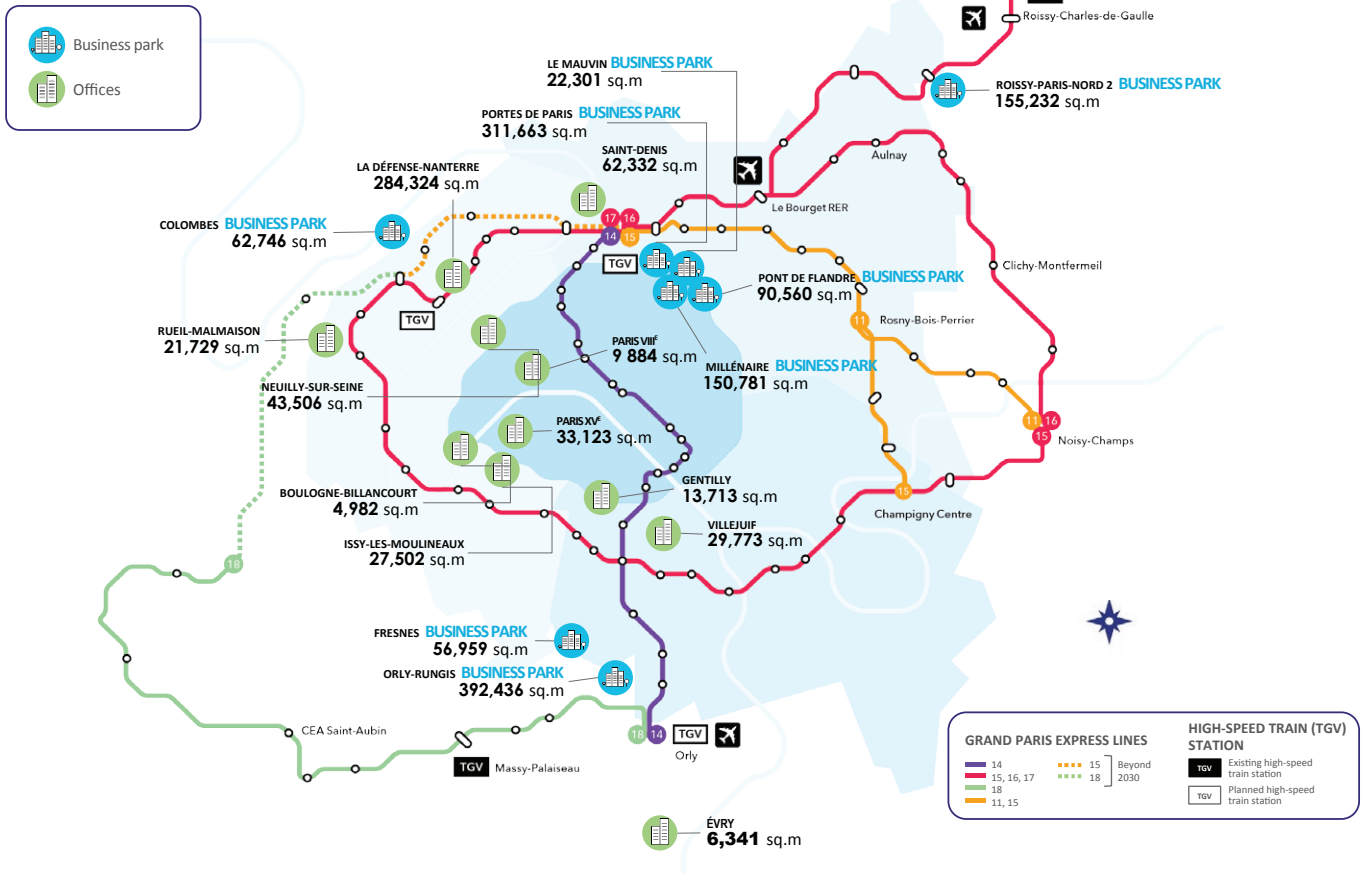 Business park
Offices
Roissy-Charles-de-Gaulle
LE MAUVIN BUSINESS PARK
22,301 sq.m
ROISSY-PARIS-NORD 2 BUSINESS PARK
155,232 sq.m
PORTES DE PARIS BUSINESS PARK
311,663 sq.m
SAINT-DENIS
62,332 sq.m
Aulnay
LA DÉFENSE-NANTERRE
284,324 sq.m
Le Bourget RER
COLOMBES BUSINESS PARK
62,746 sq.m
17 16
14 15
TGV
Clichy-Montfermeil
PONT DE FLANDRE BUSINESS PARK
90,560 sq.m
TGV
11
Rosny-Bois-Perrier
RUEIL-MALMAISON
21,729 sq.m
PARIS VIIIE
9 884 sq.m
MILLÉNAIRE BUSINESS PARK
150,781 sq.m
NEUILLY-SUR-SEINE
43,506 sq.m
11 16
15
Noisy-Champs
PARIS XVE
33,123 sq.m
GENTILLY
13,713 sq.m
15
Champigny Centre
BOULOGNE-BILLANCOURT
4,982 sq.m
VILLEJUIF
29,773 sq.m
ISSY-LES-MOULINEAUX
27,502 sq.m
18
FRESNES BUSINESS PARK
56,959 sq.m
ORLY-RUNGIS BUSINESS PARK
392,436 sq.m
CEA Saint-Aubin
18 14
TGV
Orly
TGV Massy-Palaiseau
GRAND PARIS EXPRESS LINES
14
15, 16, 17
18
11, 15
15
18
Beyond
2030
HIGH-SPEED TRAIN (TGV)
STATION
TGV Existing high-speed
train station
TGV Planned high-speed
train station
ÉVRY
6,341 sq.m